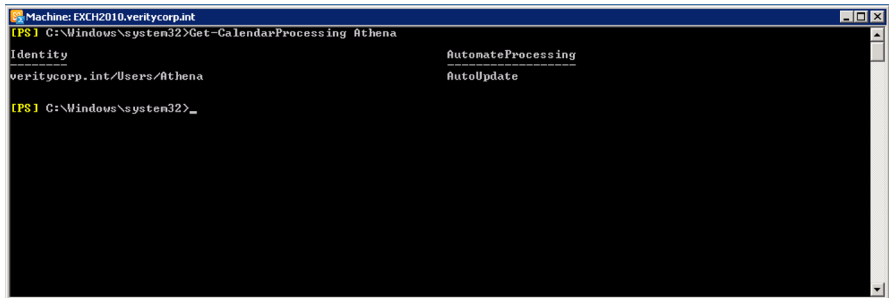 Machine: EXCH2010.veritycorp.int
[PS] C:\Windows\system32>Get-CalendarProcessing Athena
Identity AutomateProcessing
-------- ------------------
veritycorp.int/Users/Athena AutoUpdate
[PS] C:\Windows\system32>_